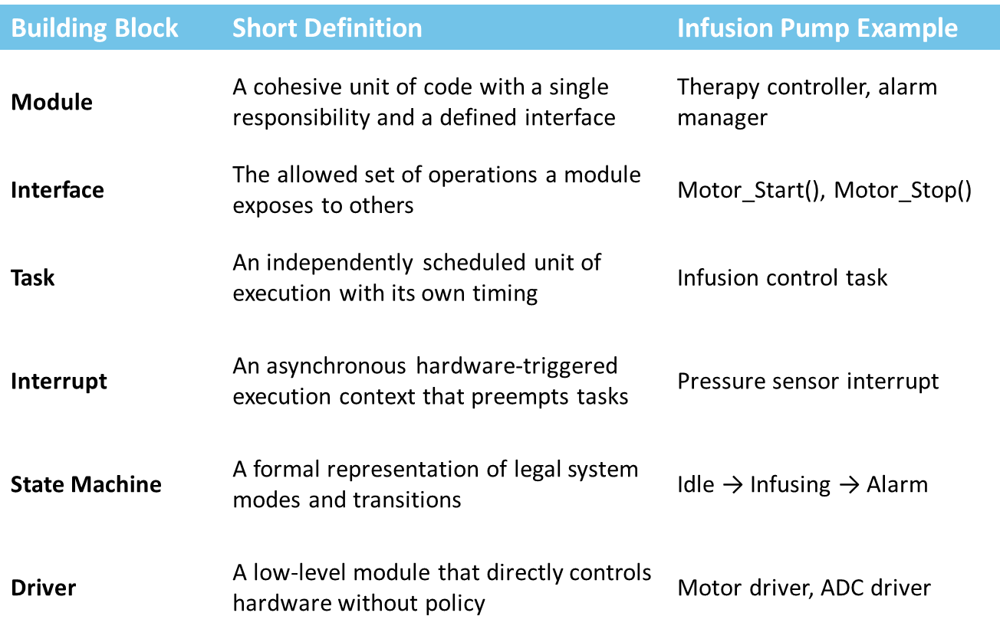 Building Block Short Definition Infusion Pump Example
Module
A cohesive unit of code with a single
responsibility and a defined interface
Therapy controller, alarm
manager
Interface
The allowed set of operations a module
exposes to others
Motor_Start(), Motor_Stop()
Task
An independently scheduled unit of
execution with its own timing
Infusion control task
Interrupt
An asynchronous hardware-triggered
execution context that preempts tasks
Pressure sensor interrupt
State Machine
A formal representation of legal system
modes and transitions
Idle → Infusing → Alarm
Driver
A low-level module that directly controls
hardware without policy
Motor driver, ADC driver